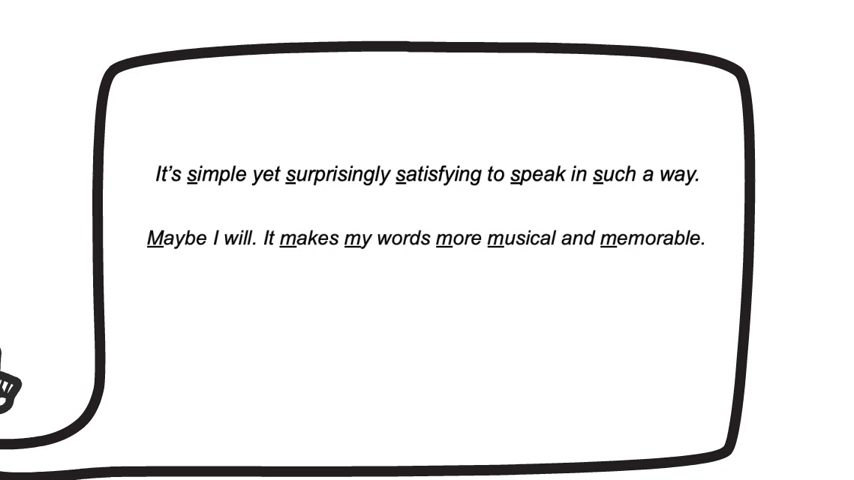 It’s simple yet surprisingly satisfying to speak in such a way.
Maybe I will. It makes my words more musical and memorable.